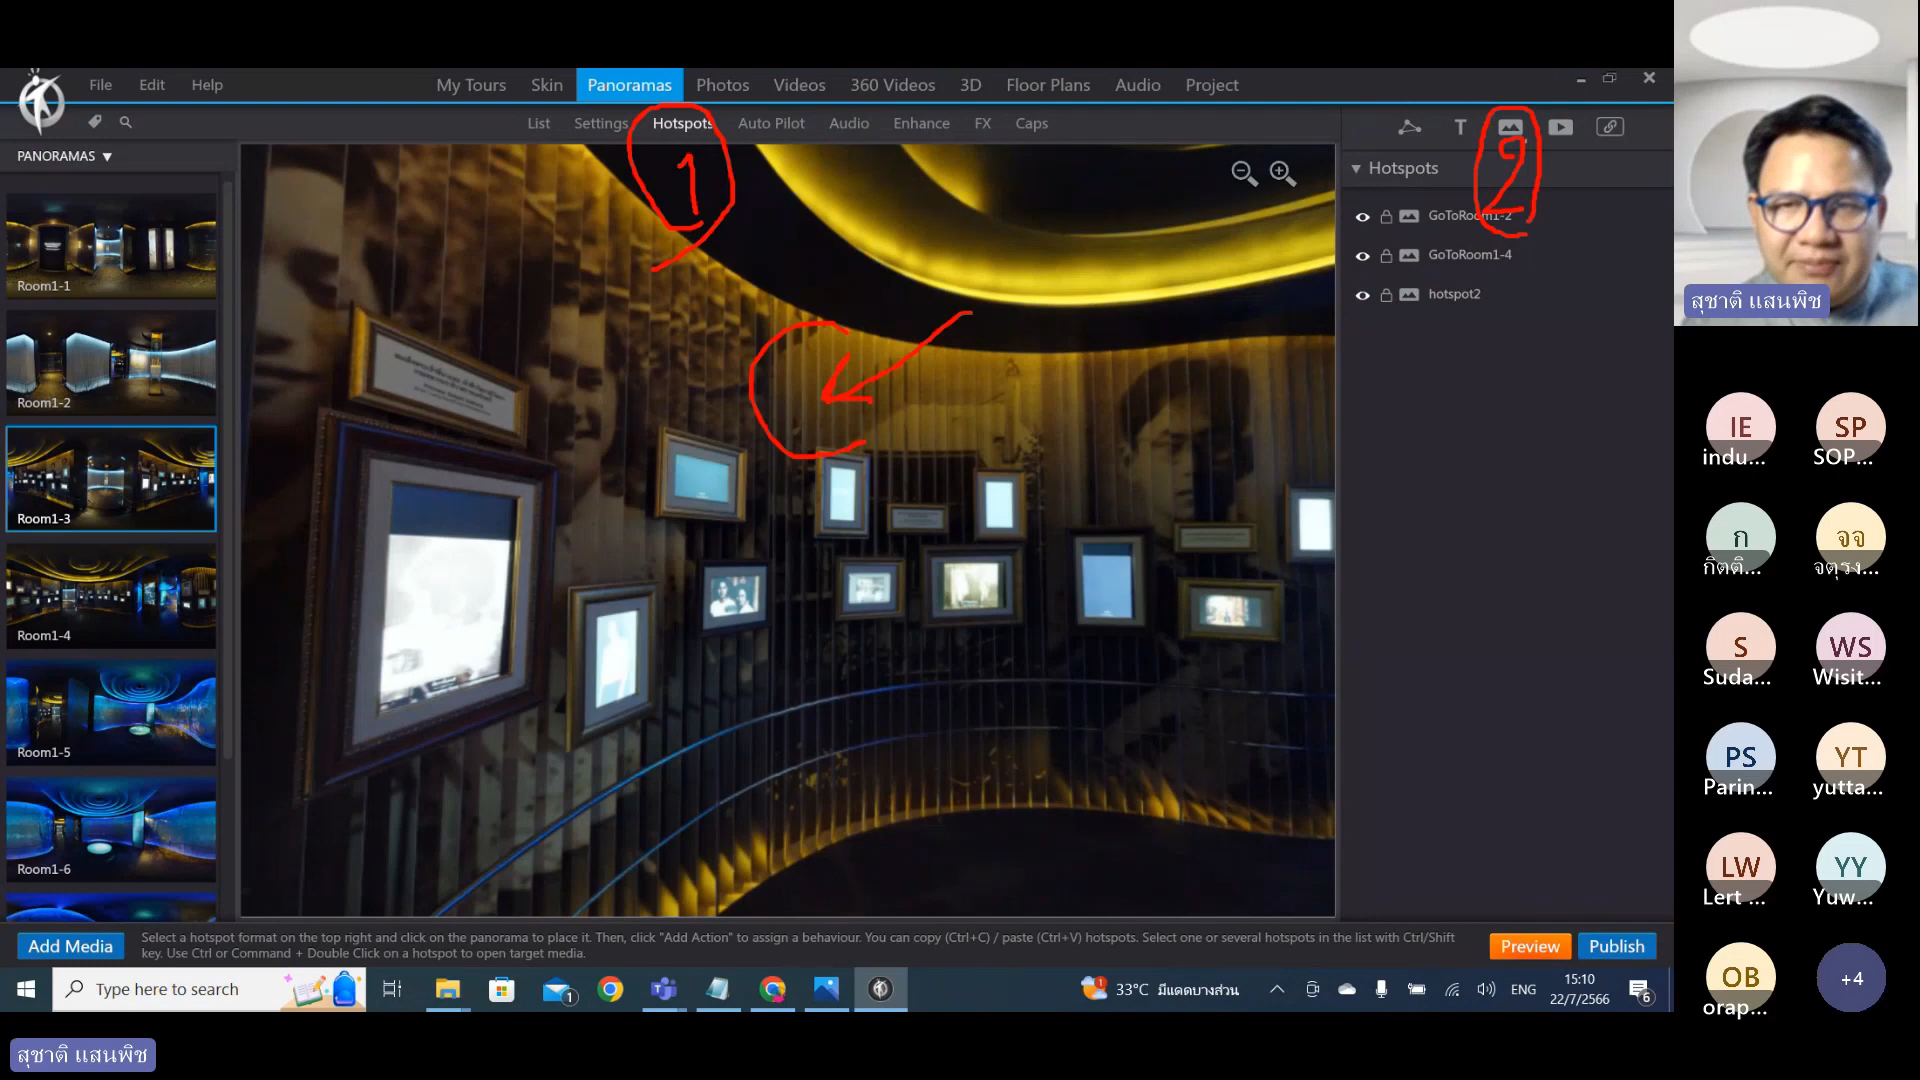 File Edit Help
My Tours Skin Panoramas Photos Videos 360 Videos 3D Floor Plans Audio Project
List Settings Hotspots Auto Pilot Audio Enhance FX Caps
T
PANORAMAS ▼
Room1-1
Room1-2
Room1-3
Room1-4
Room1-5
Room1-6
1
2
▼ Hotspots
GoToRoom1-2
GoToRoom1-4
hotspot2
Add Media
Select a hotspot format on the top right and click on the panorama to place it. Then, click "Add Action" to assign a behaviour. You can copy (Ctrl+C) / paste (Ctrl+V) hotspots. Select one or several hotspots in the list with Ctrl/Shift
key. Use Ctrl or Command + Double Click on a hotspot to open target media.
Preview Publish
Type here to search
1
1
33°C มีแดดบางส่วน
ENG
15:10
22/7/2566
6
สุชาติ แสนพิช
สุชาติ แสนพิช
IE
indu...
SP
SOP...
ก
กิตติ...
จจ
จตุรง...
S
Suda...
WS
Wisit...
PS
Parin...
YT
yutta...
LW
Lert ...
YY
Yuw...
OB
orap...
+4